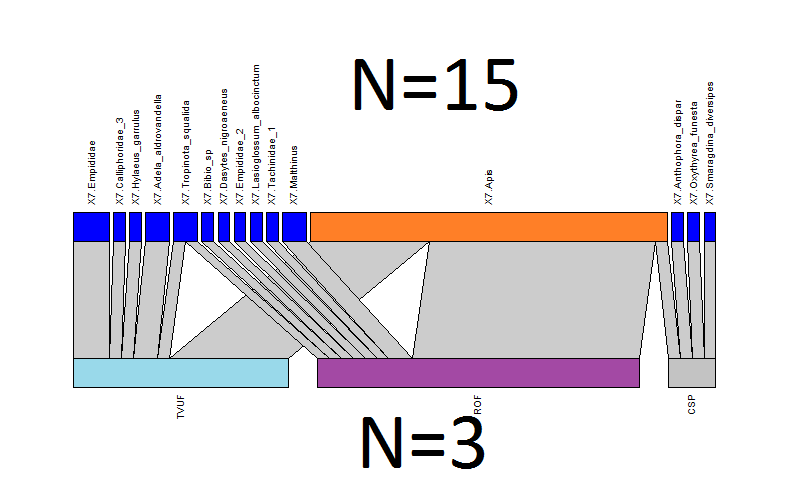 N=15
X7.Empididae
X7.Calliphoridae_3
X7.Hylaeus_garrulus
X7.Adela_aldrovandella
X7.Tropinota_squalida
X7.Bibio_sp
X7.Dasytes_nigroaeneus
X7.Empididae_2
X7.Lasioglossum_albocinctum
X7.Tachinidae_1
X7.Malthinus
X7.Apis
X7.Anthophora_dispar
X7.Oxythyrea_funesta
X7.Smaragdina_diversipes
TVUF
ROF
CSP
N=3